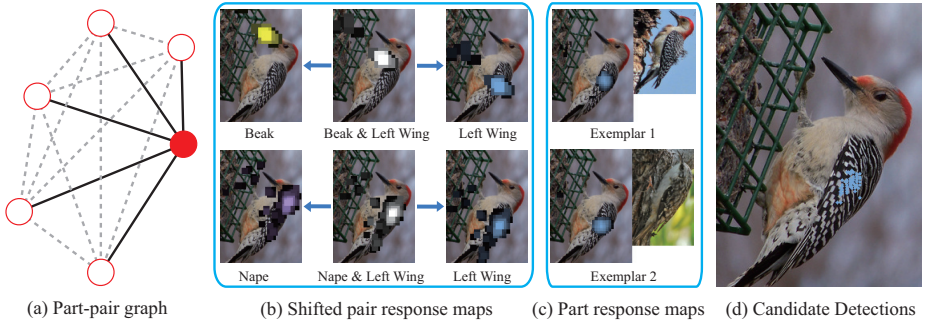 Beak
Beak & Left Wing
Left Wing
Exemplar 1
Nape
Nape & Left Wing
Left Wing
Exemplar 2
(a) Part-pair graph
(b) Shifted pair response maps
(c) Part response maps
(d) Candidate Detections